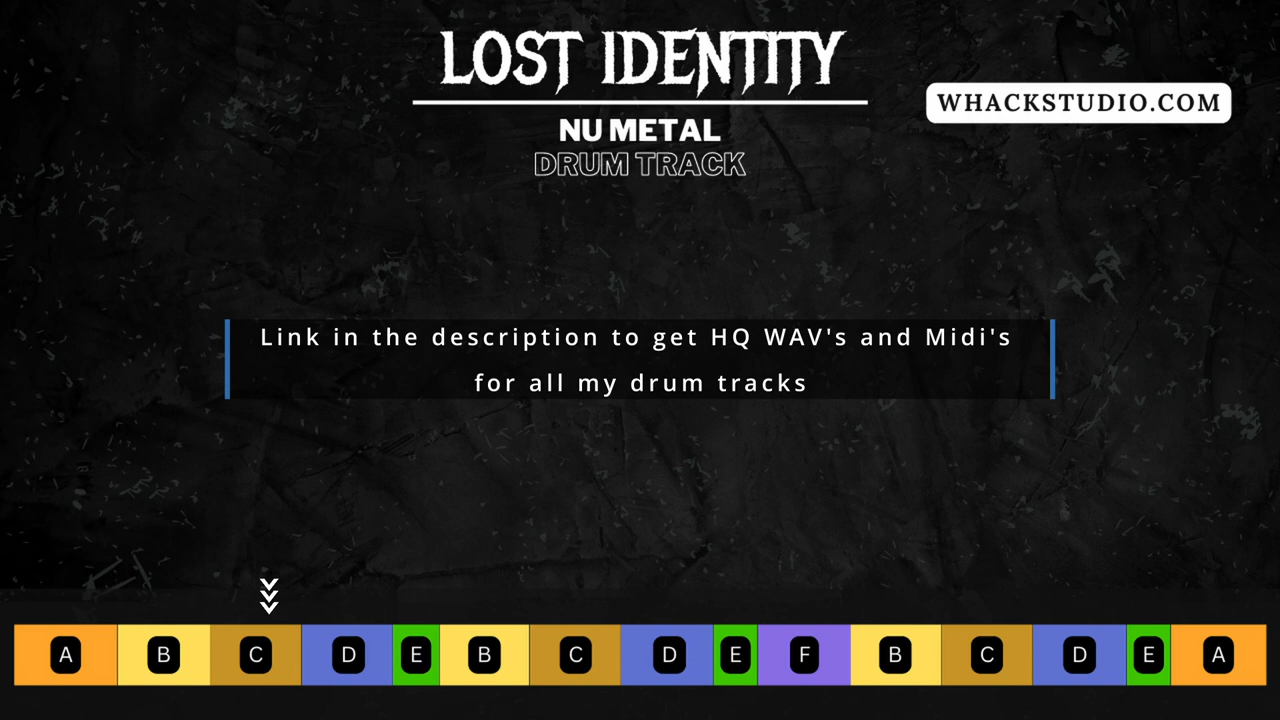 LOST IDENTITY
WHACKSTUDIO.COM
NU METAL
DRUM TRACK
Link in the description to get HQ WAV's and Midi's
for all my drum tracks
A B C D E B C D E F B C D E A